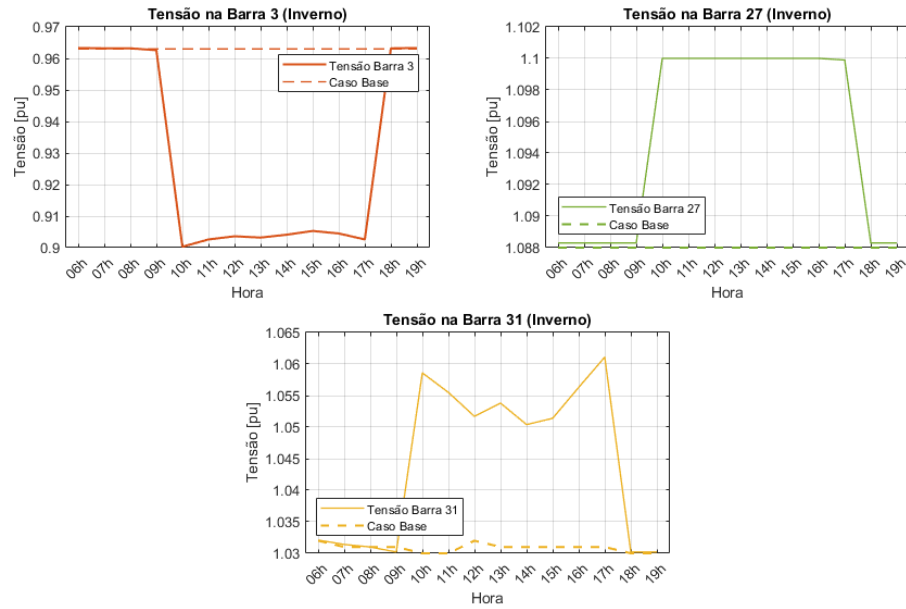 Tensão na Barra 3 (Inverno)
0.97
0.96
0.95
0.94
0.93
0.92
0.91
0.9
Tensão [pu]
Tensão Barra 3
Caso Base
06h 07h 08h 09h 10h 11h 12h 13h 14h 15h 16h 17h 18h 19h
Hora
Tensão na Barra 27 (Inverno)
1.102
1.1
1.098
1.096
1.094
1.092
1.09
1.088
Tensão [pu]
Tensão Barra 27
Caso Base
06h 07h 08h 09h 10h 11h 12h 13h 14h 15h 16h 17h 18h 19h
Hora
Tensão na Barra 31 (Inverno)
1.065
1.06
1.055
1.05
1.045
1.04
1.035
1.03
Tensão [pu]
Tensão Barra 31
Caso Base
06h 07h 08h 09h 10h 11h 12h 13h 14h 15h 16h 17h 18h 19h
Hora